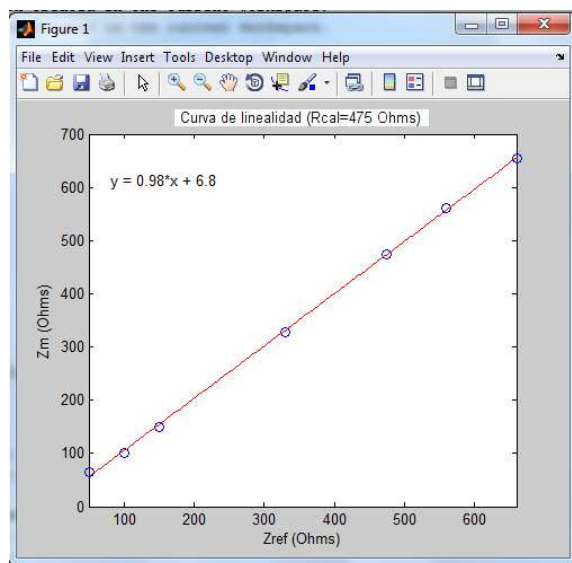 Figure 1
File Edit View Insert Tools Desktop Window Help
Curva de linealidad (Rcal=475 Ohms)
y = 0.98*x + 6.8
700
600
500
400
300
200
100
0
Zm (Ohms)
100 200 300 400 500 600
Zref (Ohms)